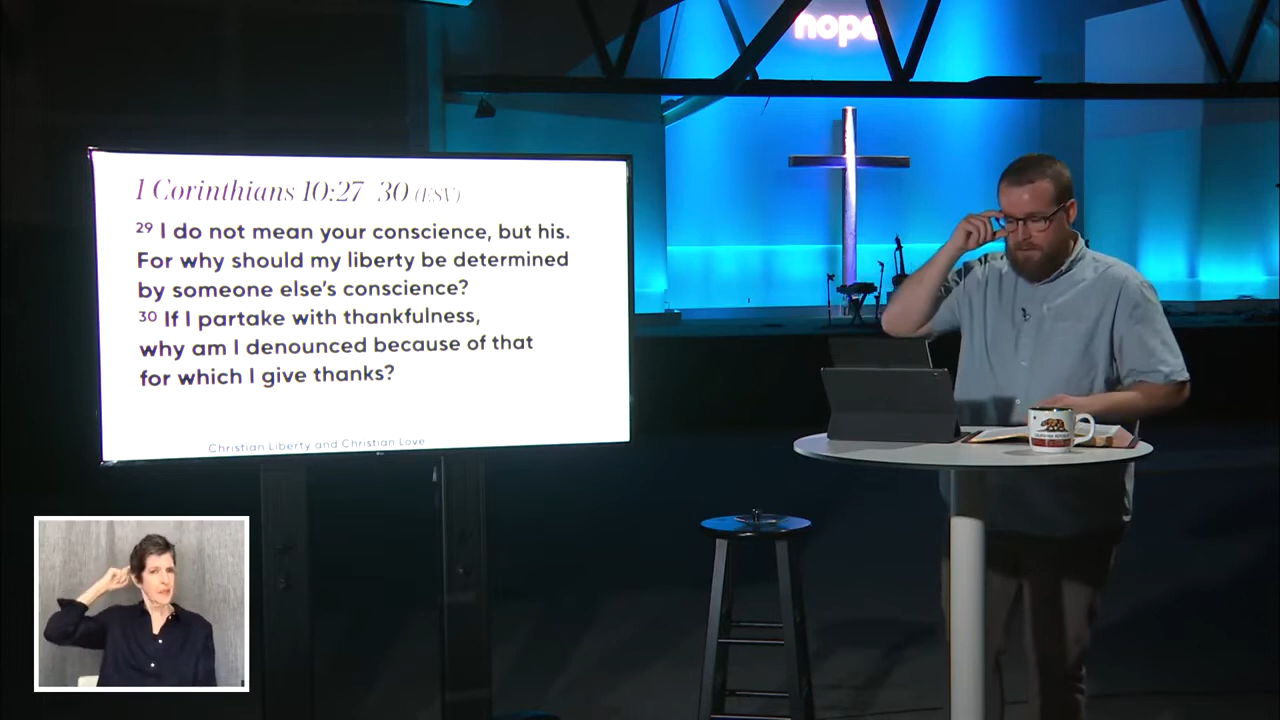 hope
1 Corinthians 10:27 30 (ESV)
29 I do not mean your conscience, but his.
For why should my liberty be determined
by someone else's conscience?
30 If I partake with thankfulness,
why am I denounced because of that
for which I give thanks?
Christian Liberty and Christian Love
CALIFORNIA REPUBLIC